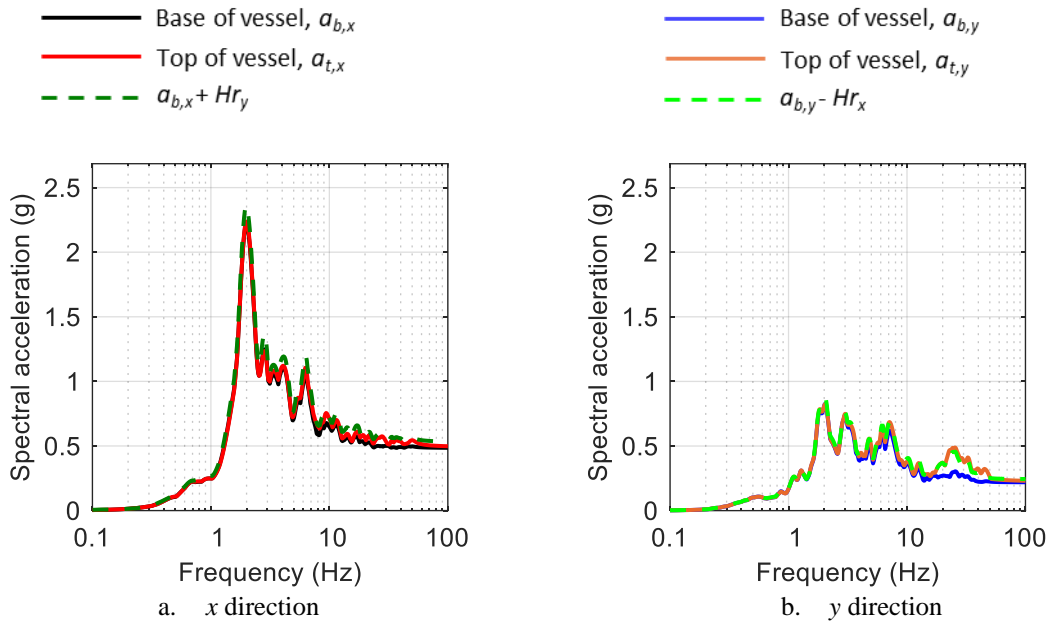 Base of vessel, a_b,x
Top of vessel, a_t,x
a_b,x + Hr_y
Base of vessel, a_b,y
Top of vessel, a_t,y
a_b,y - Hr_x
Spectral acceleration (g)
2.5
2
1.5
1
0.5
0
0.1
1
10
100
Frequency (Hz)
a. x direction
Spectral acceleration (g)
2.5
2
1.5
1
0.5
0
0.1
1
10
100
Frequency (Hz)
b. y direction